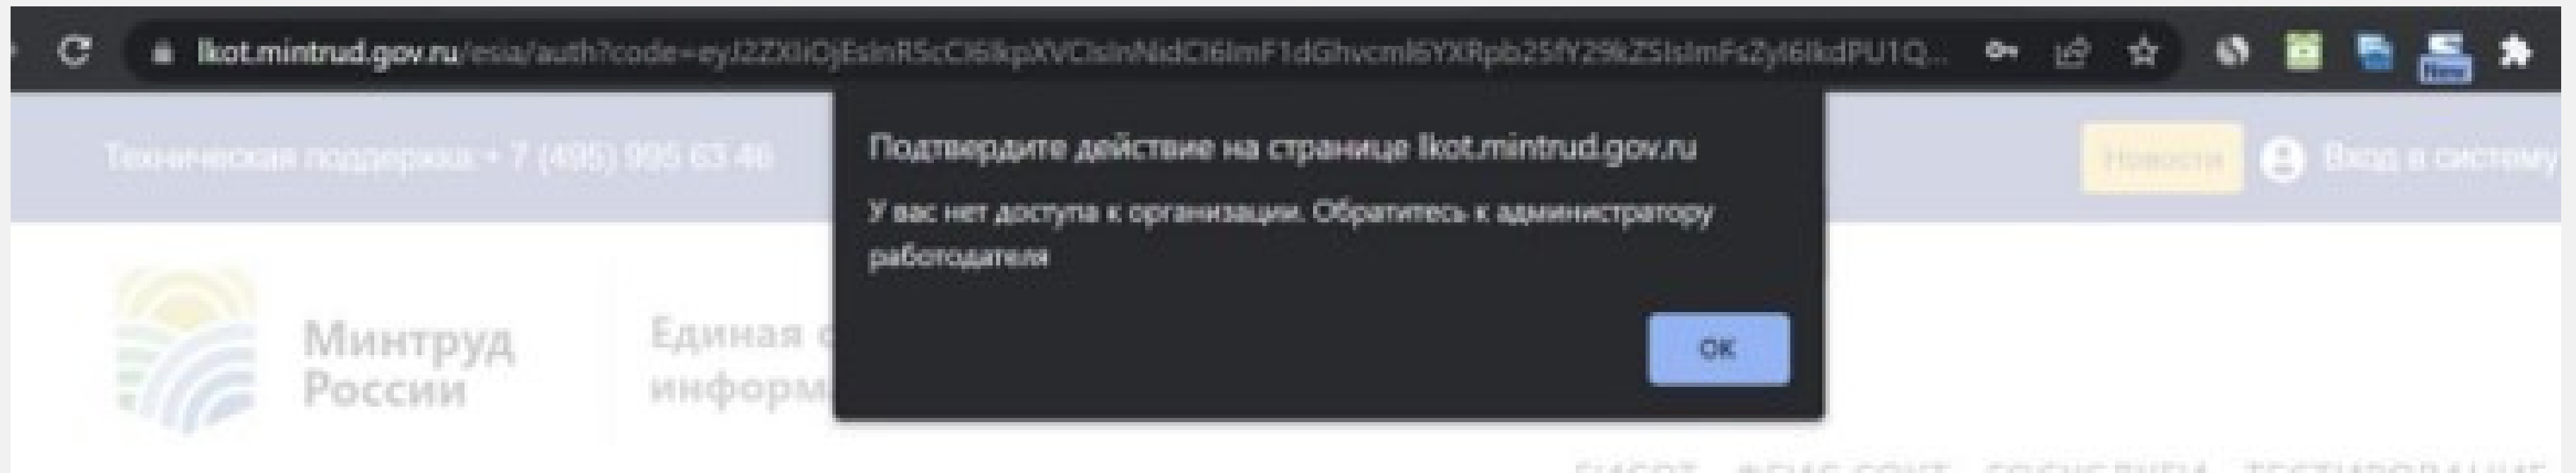 lkot.mintrud.gov.ru/esia/auth?code=eyJ2ZXIiOjEsInR5cCI6IkpXVCIsInNidCI6ImF1dGhvcml6YXRpb25fY29kZSIsImFsZyI6IkdPU1Q...
New
Техническая поддержка: + 7 (495) 995 63 46
Новости
Вход в систему
Подтвердите действие на странице lkot.mintrud.gov.ru
У вас нет доступа к организации. Обратитесь к администратору
работодателя
ОК
Минтруд
России
Единая
информ